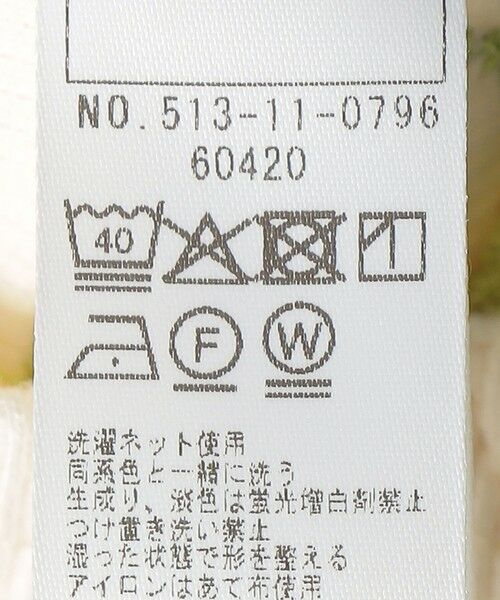 NO.513-11-0796
60420
40
F
W
洗濯ネット使用
同系色と一緒に洗う
生成り、淡色は蛍光増白剤禁止
つけ置き洗い禁止
湿った状態で形を整える
アイロンはあて布使用